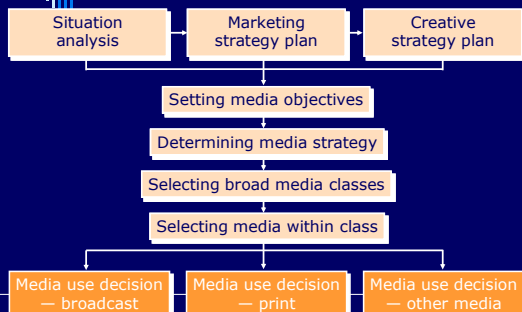 Situation
analysis
Marketing
strategy plan
Creative
strategy plan
Setting media objectives
Determining media strategy
Selecting broad media classes
Selecting media within class
Media use decision
— broadcast
Media use decision
— print
Media use decision
— other media